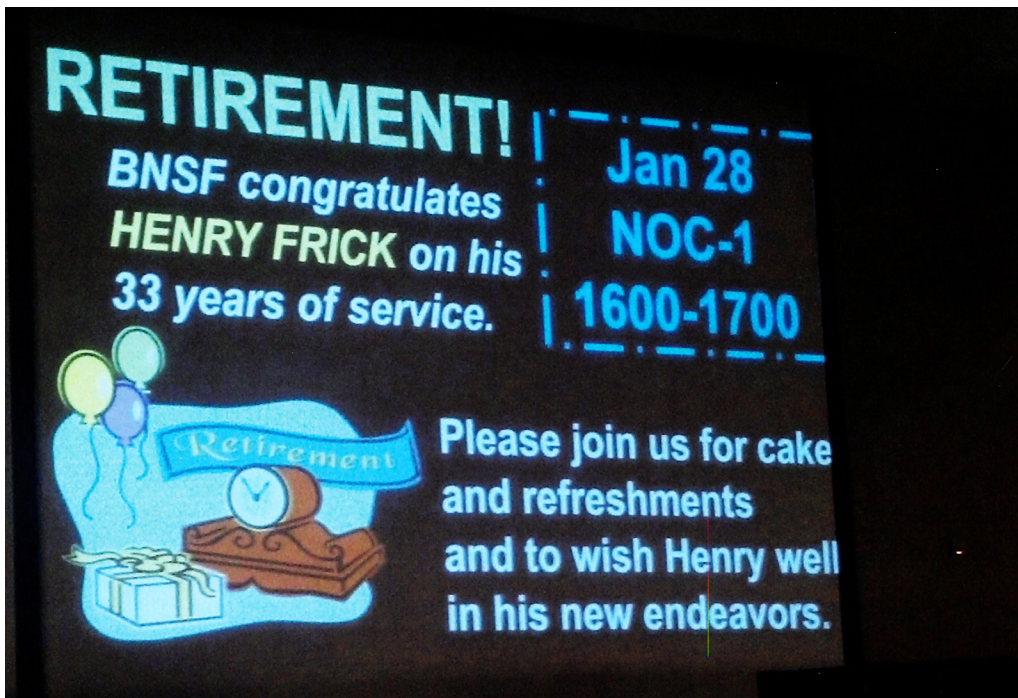 RETIREMENT!
BNSF congratulates
HENRY FRICK on his
33 years of service.
Jan 28
NOC-1
1600-1700
Retirement
Please join us for cake
and refreshments
and to wish Henry well
in his new endeavors.